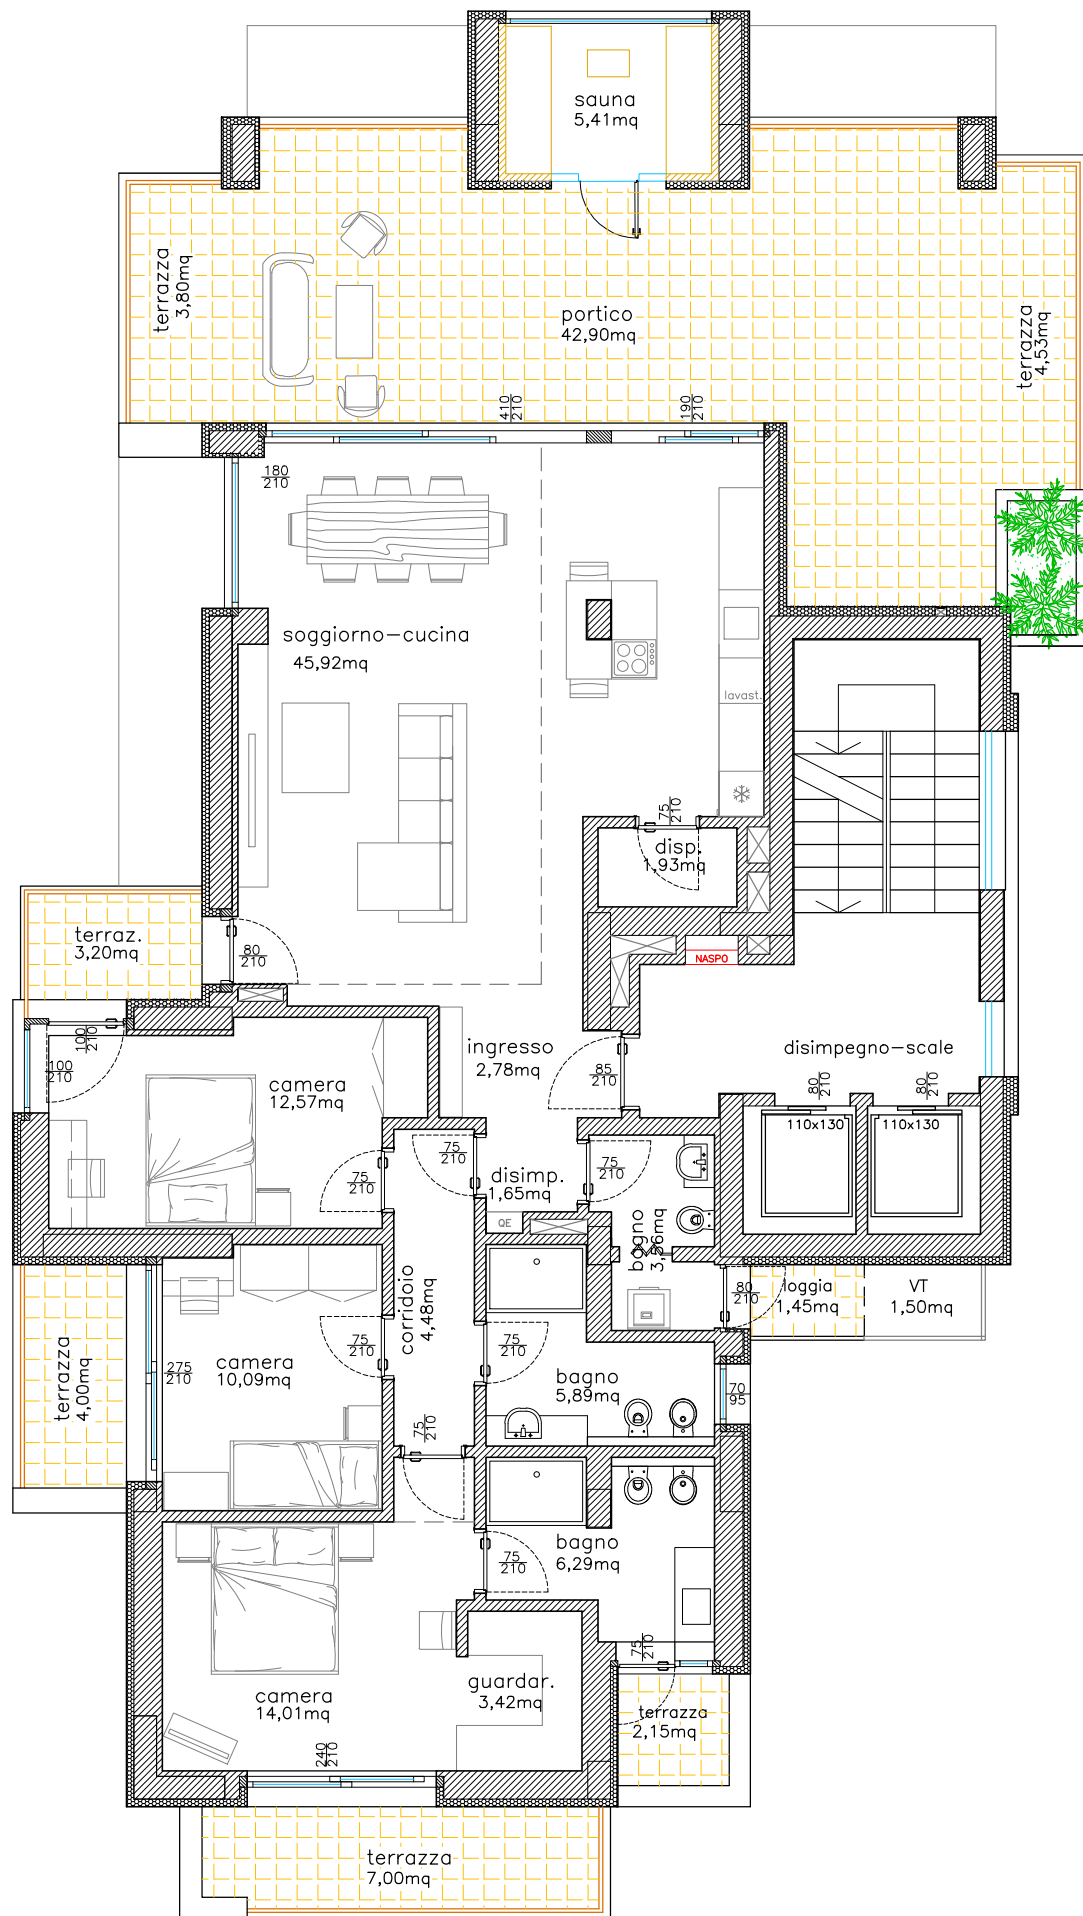 sauna
5,41mq
terrazza
3,80mq
portico
42,90mq
terrazza
4,53mq
410
210
190
210
180
210
soggiorno-cucina
45,92mq
lavast.
75
210
disp.
1,93mq
terraz.
3,20mq
80
210
NASPO
100
210
100
210
ingresso
2,78mq
85
210
disimpegno-scale
80
210
80
210
camera
12,57mq
110x130
110x130
75
210
75
210
disimp.
1,65mq
75
210
QE
bagno
3,56mq
corridoio
4,48mq
80
210
loggia
1,45mq
VT
1,50mq
terrazza
4,00mq
275
210
camera
10,09mq
75
210
75
210
bagno
5,89mq
70
95
75
210
bagno
6,29mq
75
210
75
210
camera
14,01mq
guardar.
3,42mq
terrazza
2,15mq
240
210
terrazza
7,00mq